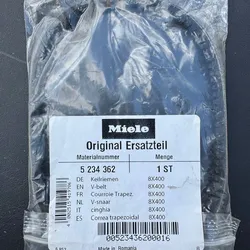 Miele
Original Ersatzteil
Materialnummer Menge
5 234 362 1 ST
DE Keilriemen 8X400
EN V-belt 8X400
FR Courroie Trapez. 8X400
NL V-snaar 8X400
IT cinghia 8X400
ES Correa trapezoidal 8X400
00523436200016
Made in Romania